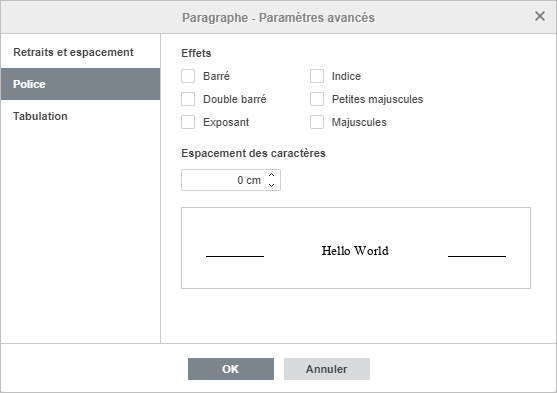 Paragraphe - Paramètres avancés
Retraits et espacement
Police
Tabulation
Effets
Barré
Indice
Double barré
Petites majuscules
Exposant
Majuscules
Espacement des caractères
0 cm
Hello World
OK
Annuler